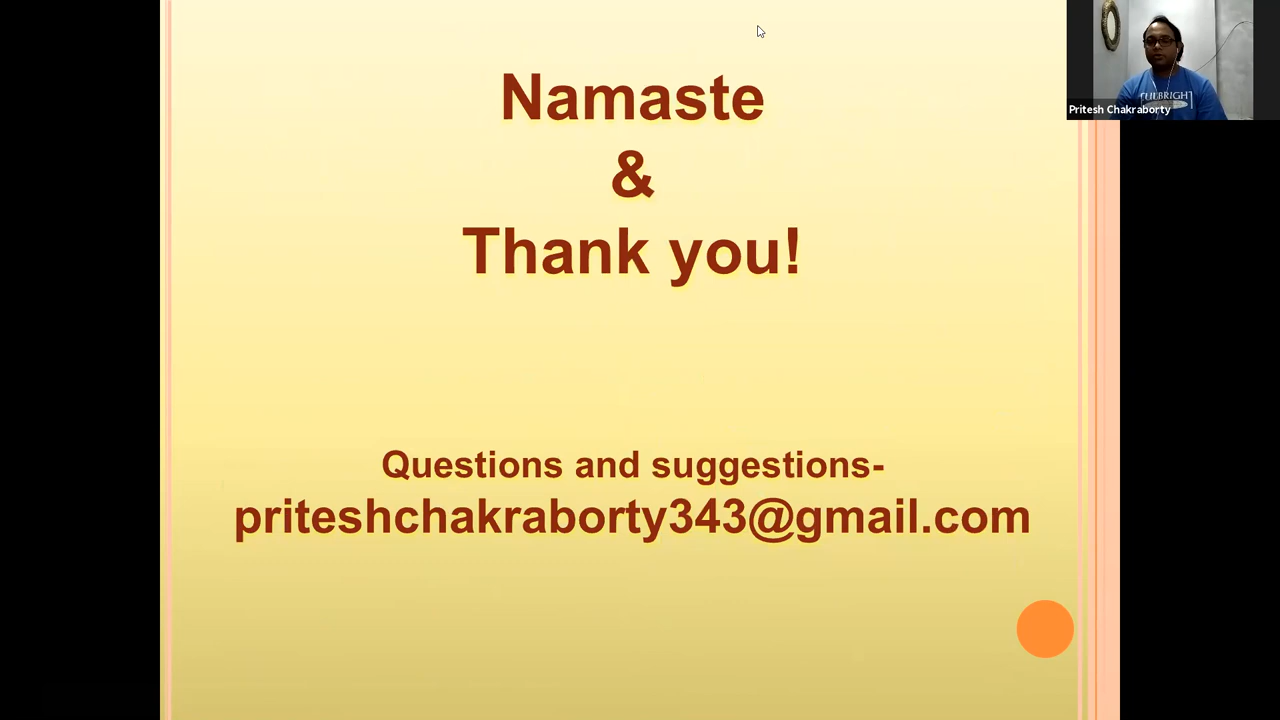 Namaste
&
Thank you!
Questions and suggestions-
priteshchakraborty343@gmail.com
Pritesh Chakraborty